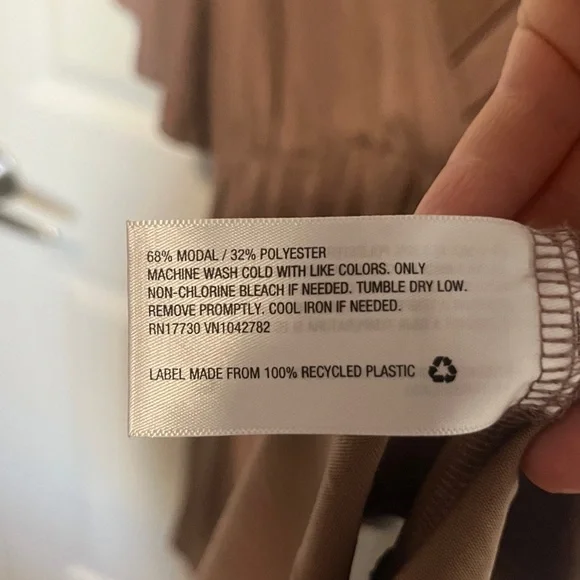 68% MODAL / 32% POLYESTER
MACHINE WASH COLD WITH LIKE COLORS. ONLY
NON-CHLORINE BLEACH IF NEEDED. TUMBLE DRY LOW.
REMOVE PROMPTLY. COOL IRON IF NEEDED.
RN17730 VN1042782
LABEL MADE FROM 100% RECYCLED PLASTIC